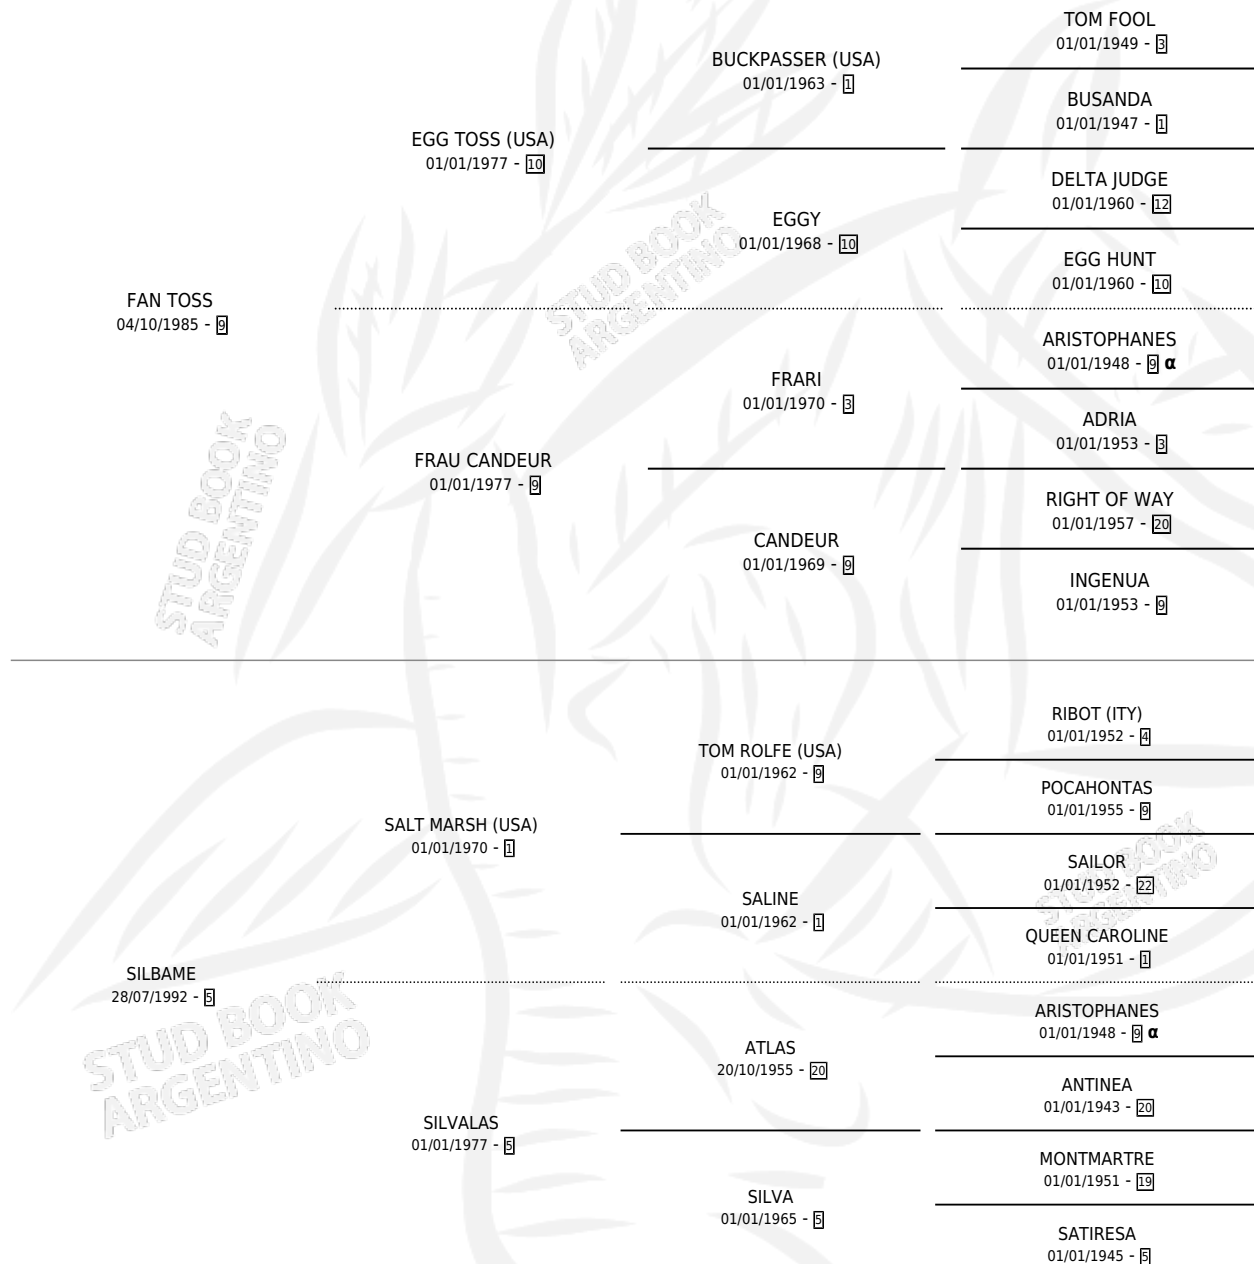 TOM FOOL
01/01/1949 - 3
BUCKPASSER (USA)
01/01/1963 - 1
BUSANDA
01/01/1947 - 1
EGG TOSS (USA)
01/01/1977 - 10
DELTA JUDGE
01/01/1960 - 12
EGGY
01/01/1968 - 10
EGG HUNT
01/01/1960 - 10
FAN TOSS
04/10/1985 - 9
ARISTOPHANES
01/01/1948 - 9 α
FRARI
01/01/1970 - 3
ADRIA
01/01/1953 - 3
FRAU CANDEUR
01/01/1977 - 9
RIGHT OF WAY
01/01/1957 - 20
CANDEUR
01/01/1969 - 9
INGENUA
01/01/1953 - 9
RIBOT (ITY)
01/01/1952 - 4
TOM ROLFE (USA)
01/01/1962 - 9
POCAHONTAS
01/01/1955 - 9
SALT MARSH (USA)
01/01/1970 - 1
SAILOR
01/01/1952 - 22
SALINE
01/01/1962 - 1
QUEEN CAROLINE
01/01/1951 - 1
SILBAME
28/07/1992 - 5
ARISTOPHANES
01/01/1948 - 9 α
ATLAS
20/10/1955 - 20
ANTINEA
01/01/1943 - 20
SILVALAS
01/01/1977 - 5
MONTMARTRE
01/01/1951 - 19
SILVA
01/01/1965 - 5
SATIRESA
01/01/1945 - 5
STUD BOOK
ARGENTINO
STUD BOOK
ARGENTINO
STUD BOOK
ARGENTINO
STUD BOOK
ARGENTINO